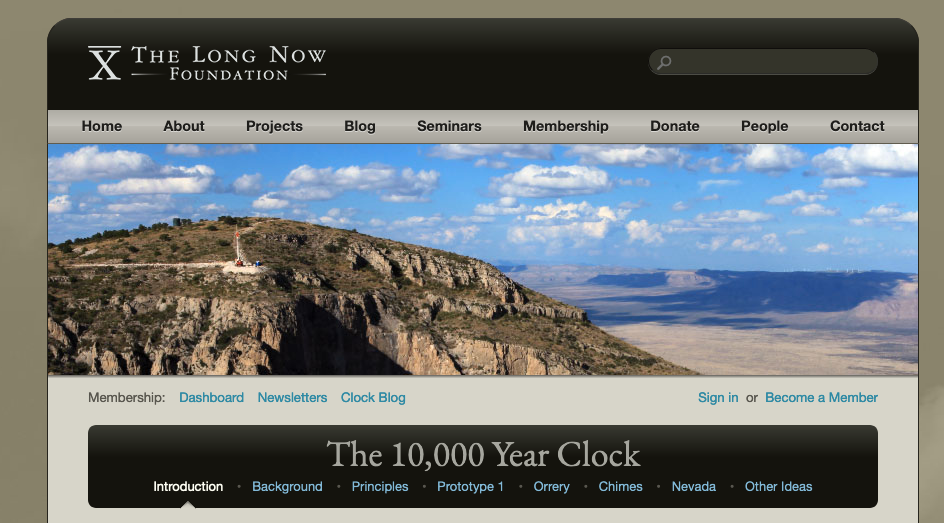 X The Long Now
Foundation
Home About Projects Blog Seminars Membership Donate People Contact
Membership: Dashboard Newsletters Clock Blog Sign in or Become a Member
The 10,000 Year Clock
Introduction • Background • Principles • Prototype 1 • Orrery • Chimes • Nevada • Other Ideas